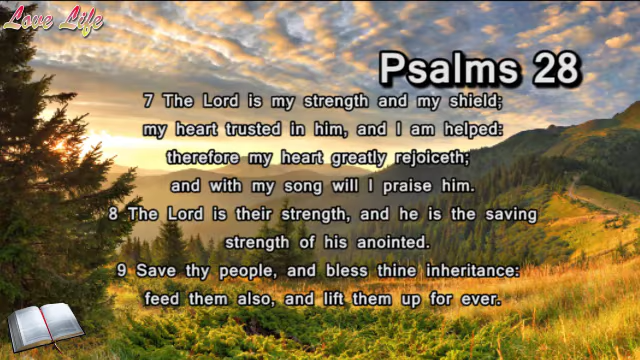 Love Life
Psalms 28
7 The Lord is my strength and my shield;
my heart trusted in him, and I am helped:
therefore my heart greatly rejoiceth;
and with my song will I praise him.
8 The Lord is their strength, and he is the saving
strength of his anointed.
9 Save thy people, and bless thine inheritance:
feed them also, and lift them up for ever.